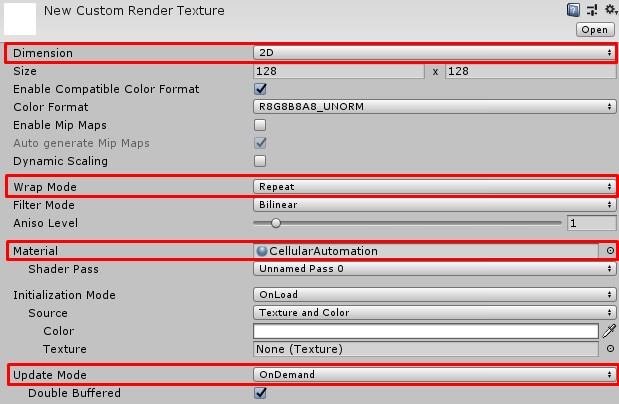 New Custom Render Texture
Open
Dimension 2D
Size 128 x 128
Enable Compatible Color Format
Color Format R8G8B8A8_UNORM
Enable Mip Maps
Auto generate Mip Maps
Dynamic Scaling
Wrap Mode Repeat
Filter Mode Bilinear
Aniso Level 1
Material CellularAutomation
Shader Pass Unnamed Pass 0
Initialization Mode OnLoad
Source Texture and Color
Color
Texture None (Texture)
Update Mode OnDemand
Double Buffered